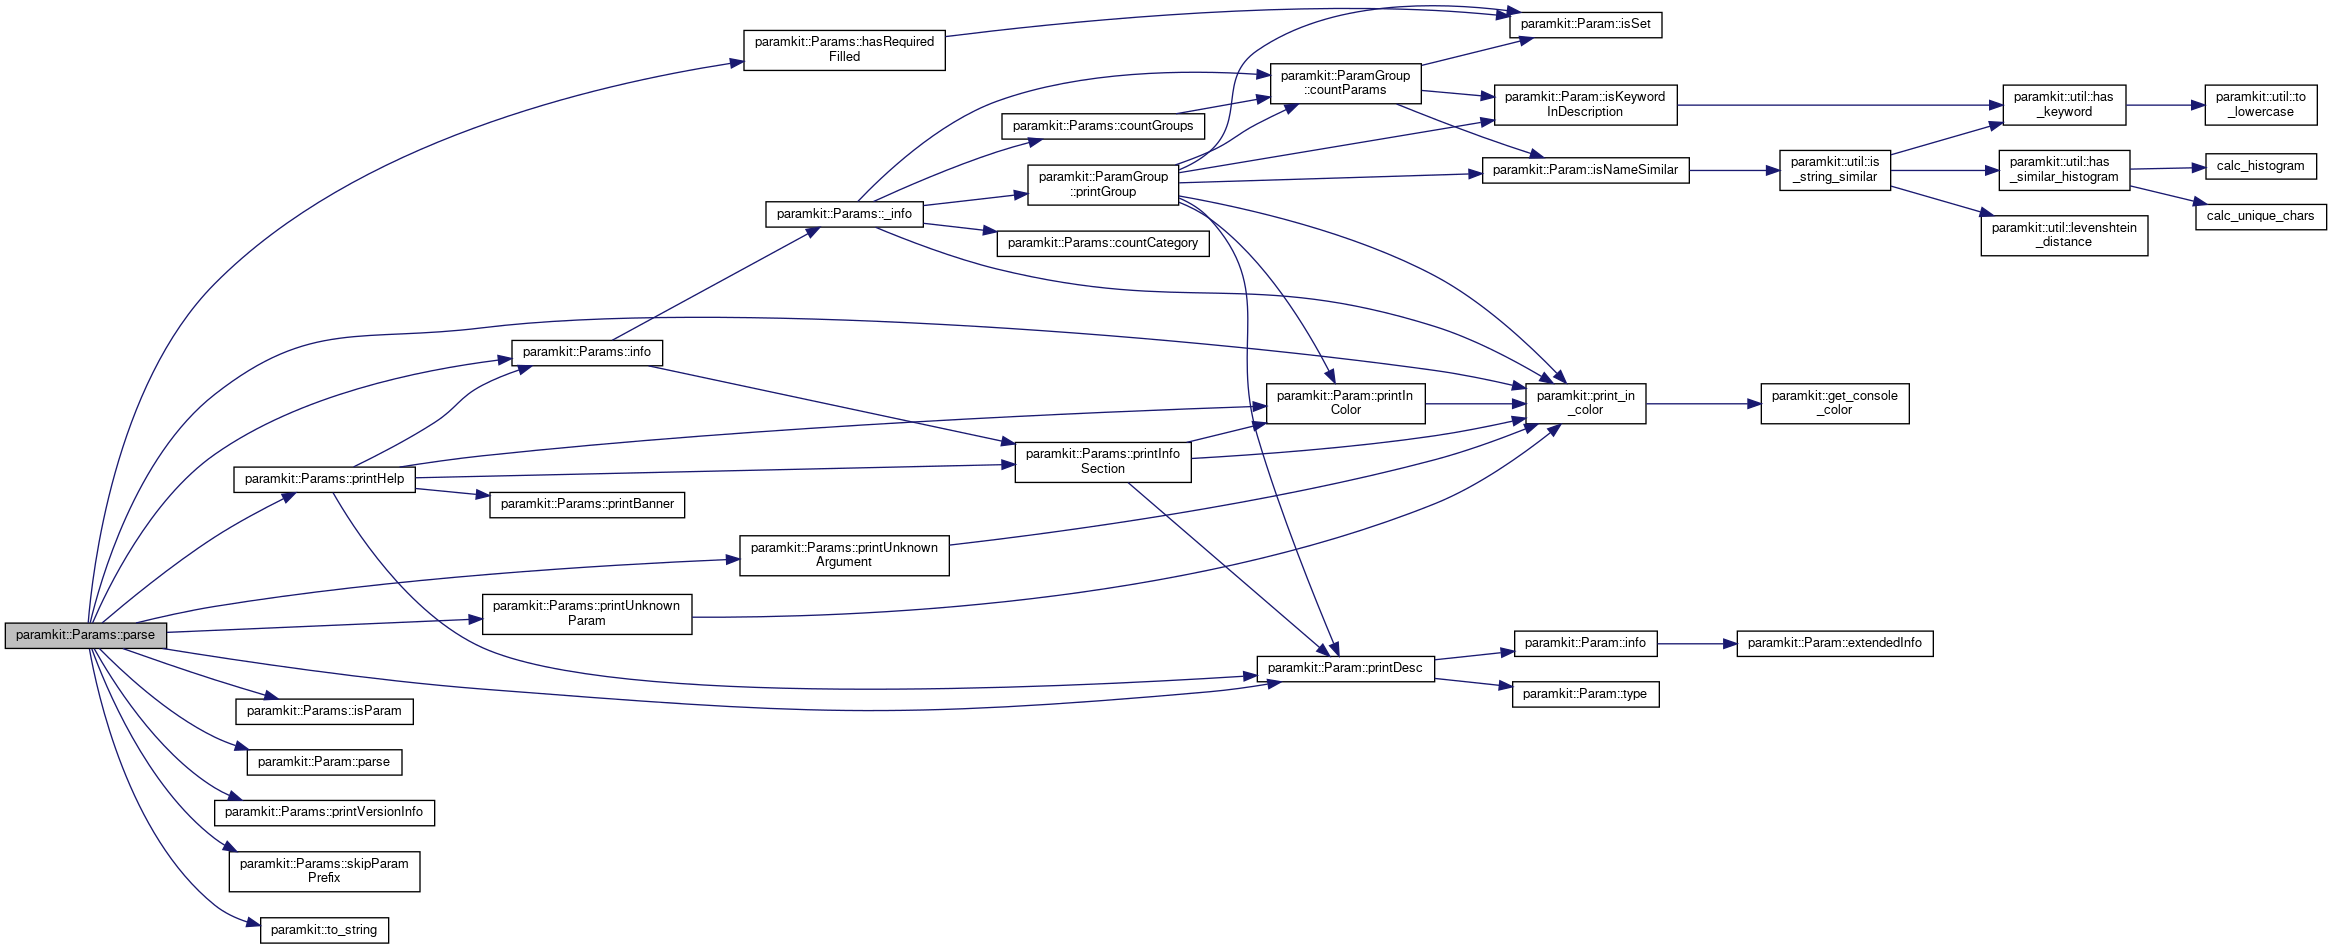 paramkit::Params::parse
paramkit::Params::hasRequired
Filled
paramkit::Param::isSet
paramkit::ParamGroup
::countParams
paramkit::Param::isKeyword
InDescription
paramkit::util::has
_keyword
paramkit::util::to
_lowercase
paramkit::Params::countGroups
paramkit::ParamGroup
::printGroup
paramkit::Param::isNameSimilar
paramkit::util::is
_string_similar
paramkit::util::has
_similar_histogram
calc_histogram
calc_unique_chars
paramkit::util::levenshtein
_distance
paramkit::Params::_info
paramkit::Params::countCategory
paramkit::Params::info
paramkit::Param::printIn
Color
paramkit::print_in
_color
paramkit::get_console
_color
paramkit::Params::printInfo
Section
paramkit::Params::printHelp
paramkit::Params::printBanner
paramkit::Params::printUnknown
Argument
paramkit::Params::printUnknown
Param
paramkit::Param::printDesc
paramkit::Param::info
paramkit::Param::extendedInfo
paramkit::Param::type
paramkit::Params::isParam
paramkit::Param::parse
paramkit::Params::printVersionInfo
paramkit::Params::skipParam
Prefix
paramkit::to_string